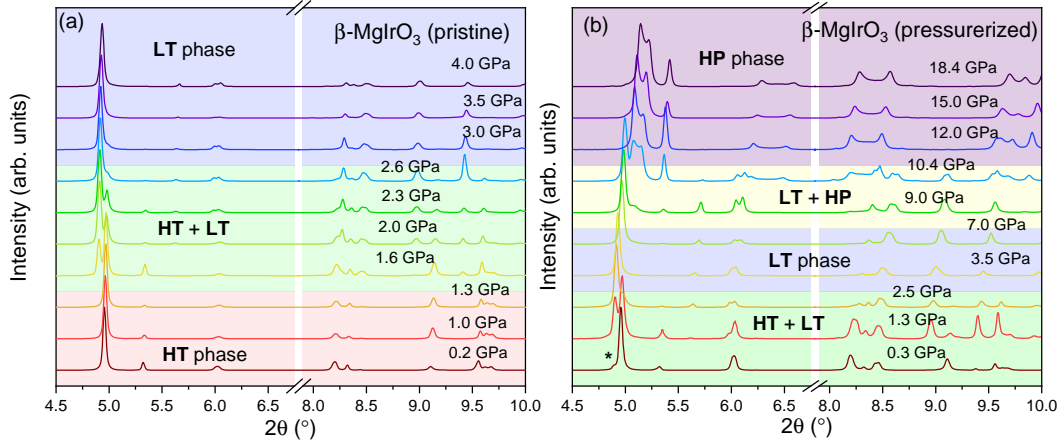 (a)
LT phase
β-MgIrO3 (pristine)
4.0 GPa
3.5 GPa
3.0 GPa
2.6 GPa
2.3 GPa
HT + LT
2.0 GPa
1.6 GPa
1.3 GPa
1.0 GPa
HT phase
0.2 GPa
Intensity (arb. units)
4.5 5.0 5.5 6.0 6.5 8.0 8.5 9.0 9.5 10.0
2θ (°)
(b)
β-MgIrO3 (pressurerized)
HP phase
18.4 GPa
15.0 GPa
12.0 GPa
10.4 GPa
LT + HP
9.0 GPa
7.0 GPa
LT phase
3.5 GPa
2.5 GPa
HT + LT
1.3 GPa
*
0.3 GPa
Intensity (arb. units)
4.5 5.0 5.5 6.0 6.5 8.0 8.5 9.0 9.5 10.0
2θ (°)